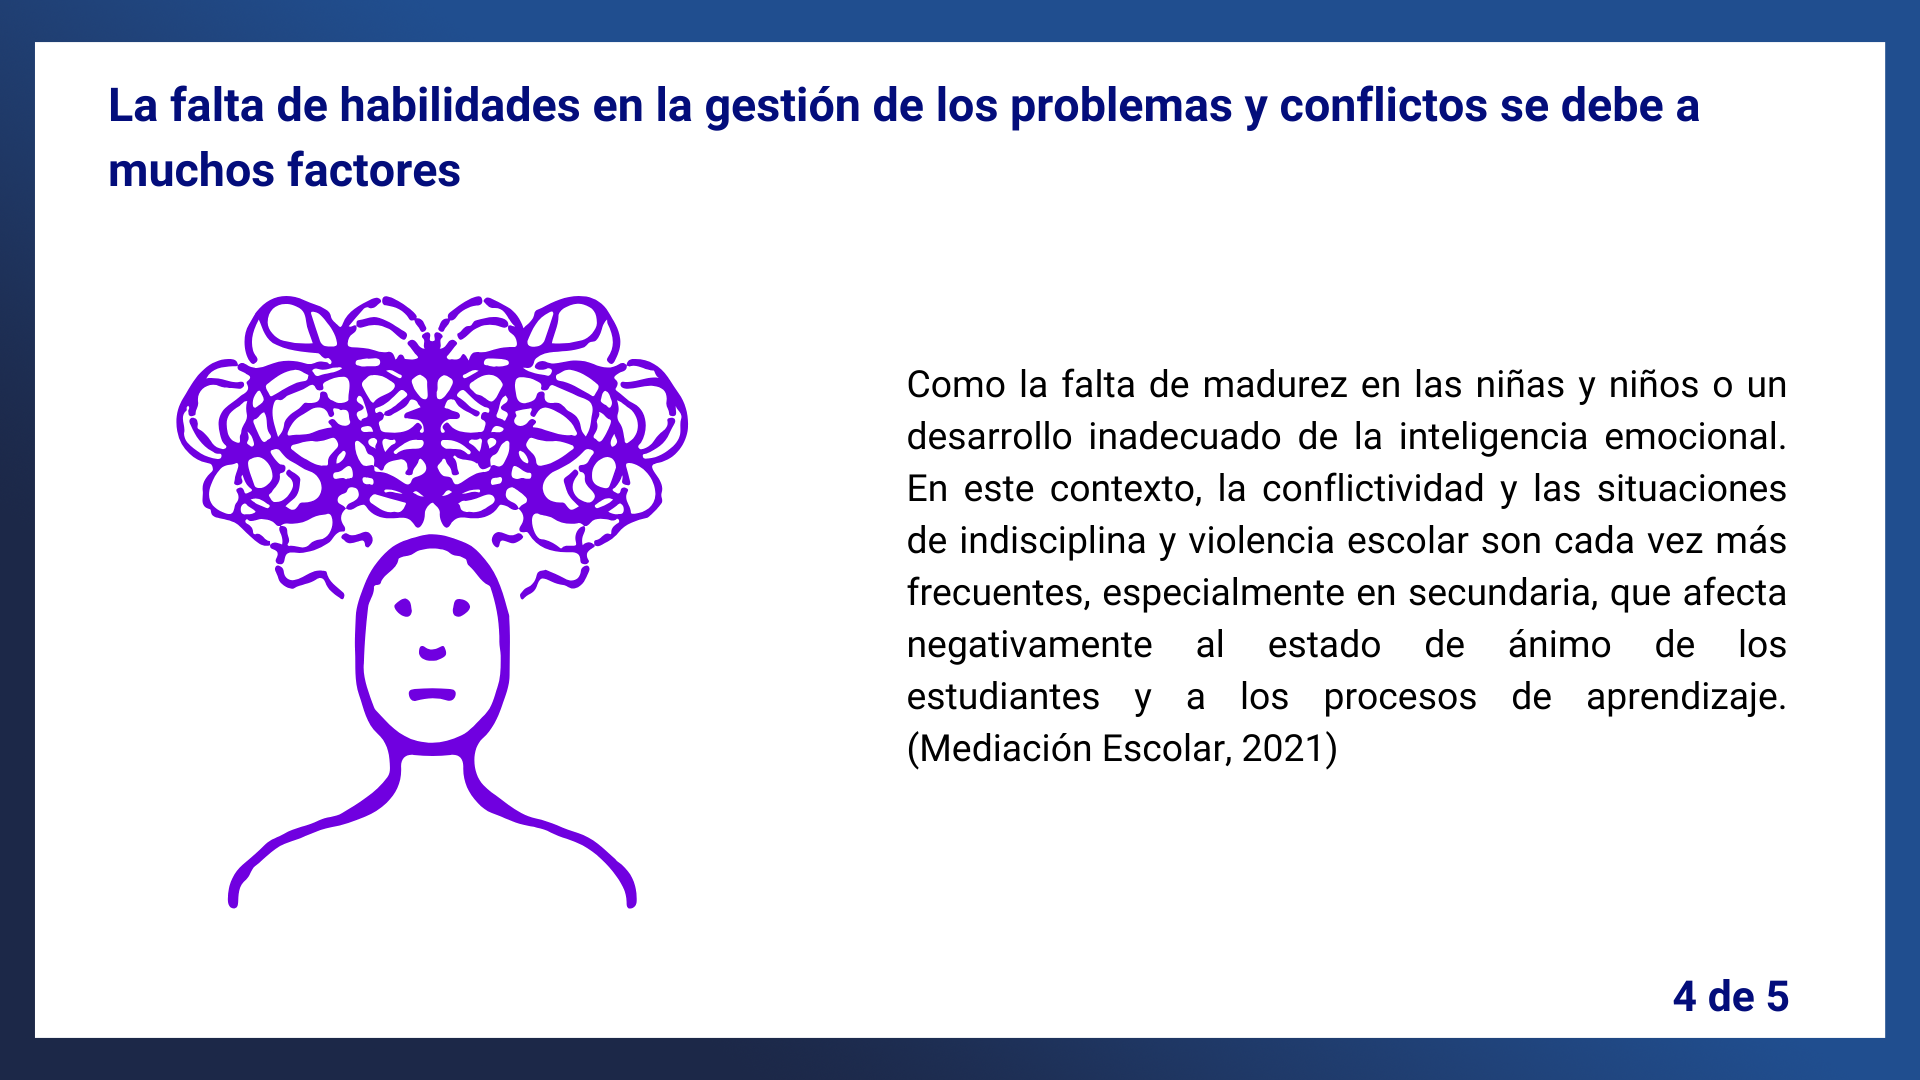 La falta de habilidades en la gestión de los problemas y conflictos se debe a
muchos factores
Como la falta de madurez en las niñas y niños o un
desarrollo inadecuado de la inteligencia emocional.
En este contexto, la conflictividad y las situaciones
de indisciplina y violencia escolar son cada vez más
frecuentes, especialmente en secundaria, que afecta
negativamente al estado de ánimo de los
estudiantes y a los procesos de aprendizaje.
(Mediación Escolar, 2021)
4 de 5